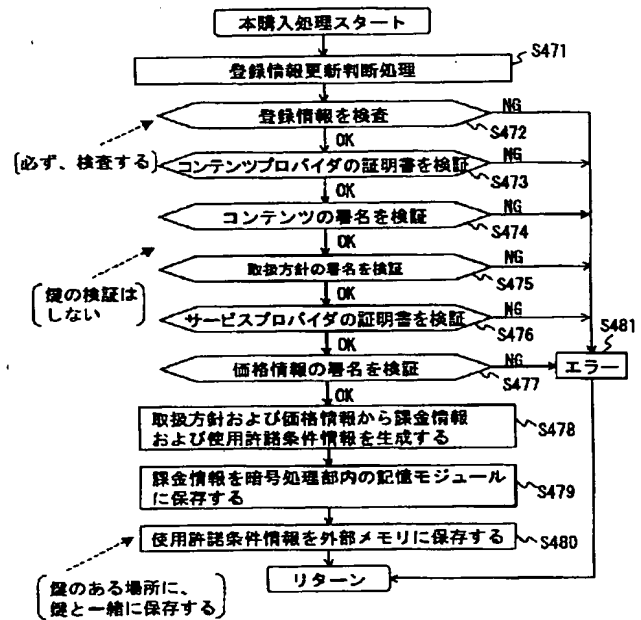 本購入処理スタート
登録情報更新判断処理
S471
登録情報を検査
NG
S472
OK
[必ず、検査する]
コンテンツプロバイダの証明書を検証
NG
S473
OK
コンテンツの署名を検証
NG
S474
OK
取扱方針の署名を検証
NG
S475
OK
[鍵の検証は
しない]
サービスプロバイダの証明書を検証
NG
S476
OK
価格情報の署名を検証
NG
S477
OK
S481
エラー
取扱方針および価格情報から課金情報
および使用許諾条件情報を生成する
S478
課金情報を暗号処理部内の記憶モジュール
に保存する
S479
使用許諾条件情報を外部メモリに保存する
S480
リターン
[鍵のある場所に、
鍵と一緒に保存する]